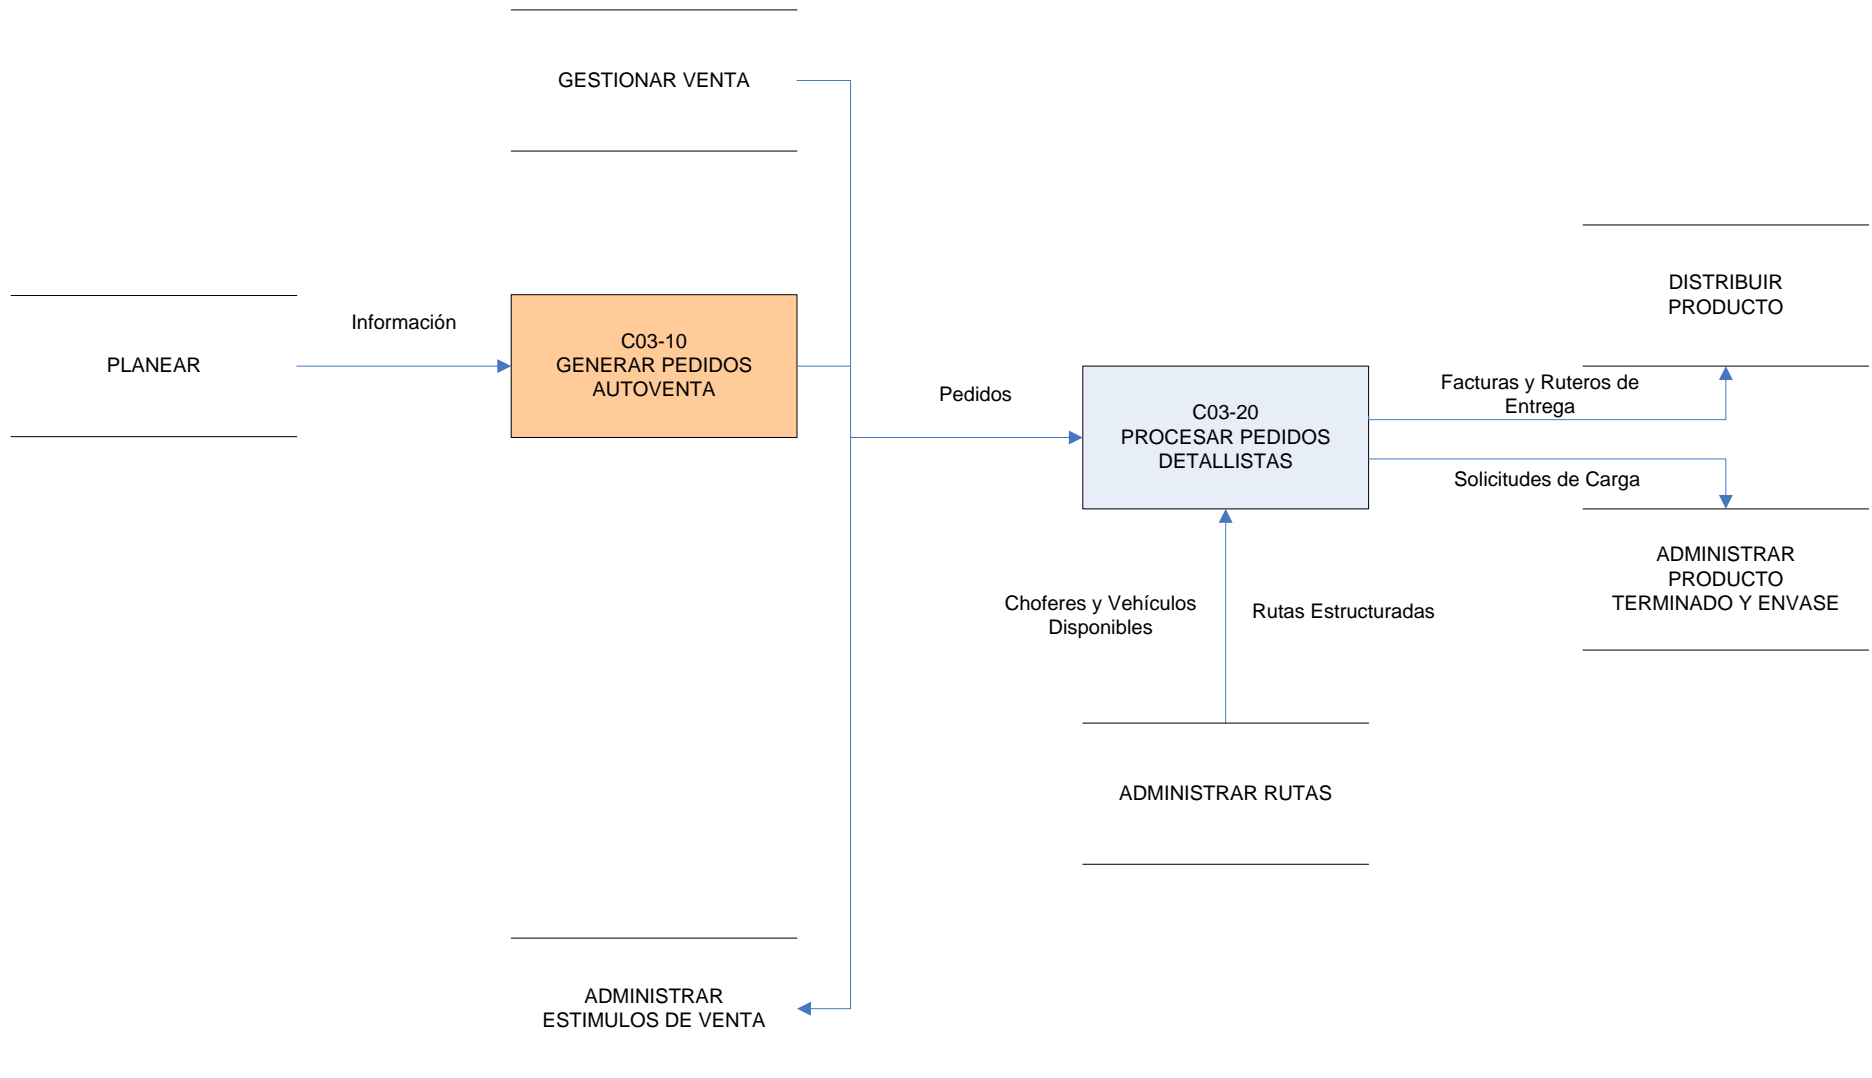 GESTIONAR VENTA
PLANEAR
Información
C03-10
GENERAR PEDIDOS
AUTOVENTA
Pedidos
C03-20
PROCESAR PEDIDOS
DETALLISTAS
DISTRIBUIR
PRODUCTO
Facturas y Ruteros de
Entrega
Solicitudes de Carga
ADMINISTRAR
PRODUCTO
TERMINADO Y ENVASE
Choferes y Vehículos
Disponibles
Rutas Estructuradas
ADMINISTRAR RUTAS
ADMINISTRAR
ESTIMULOS DE VENTA